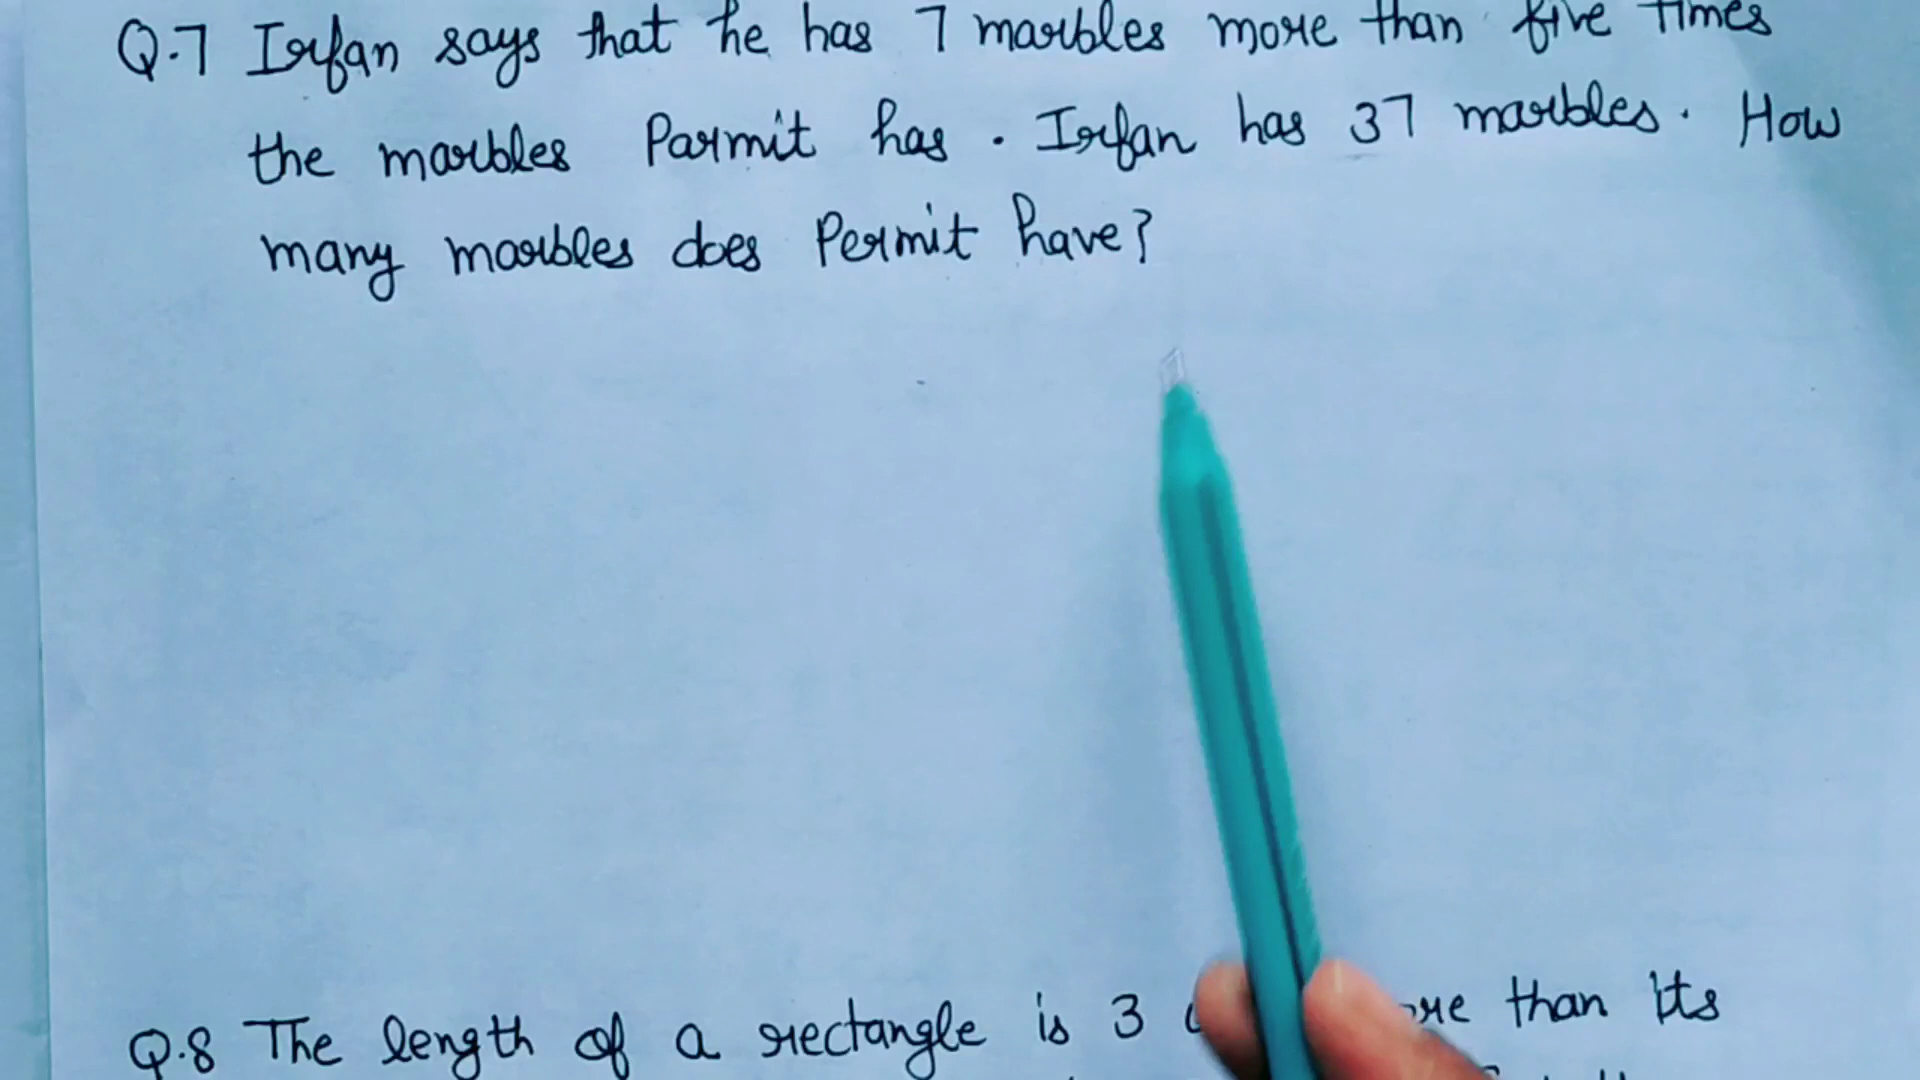 Q.7 Irfan says that he has 7 marbles more than five times
the marbles Parmit has. Irfan has 37 marbles. How
many marbles does Permit have?
Q.8 The length of a rectangle is 3 than its